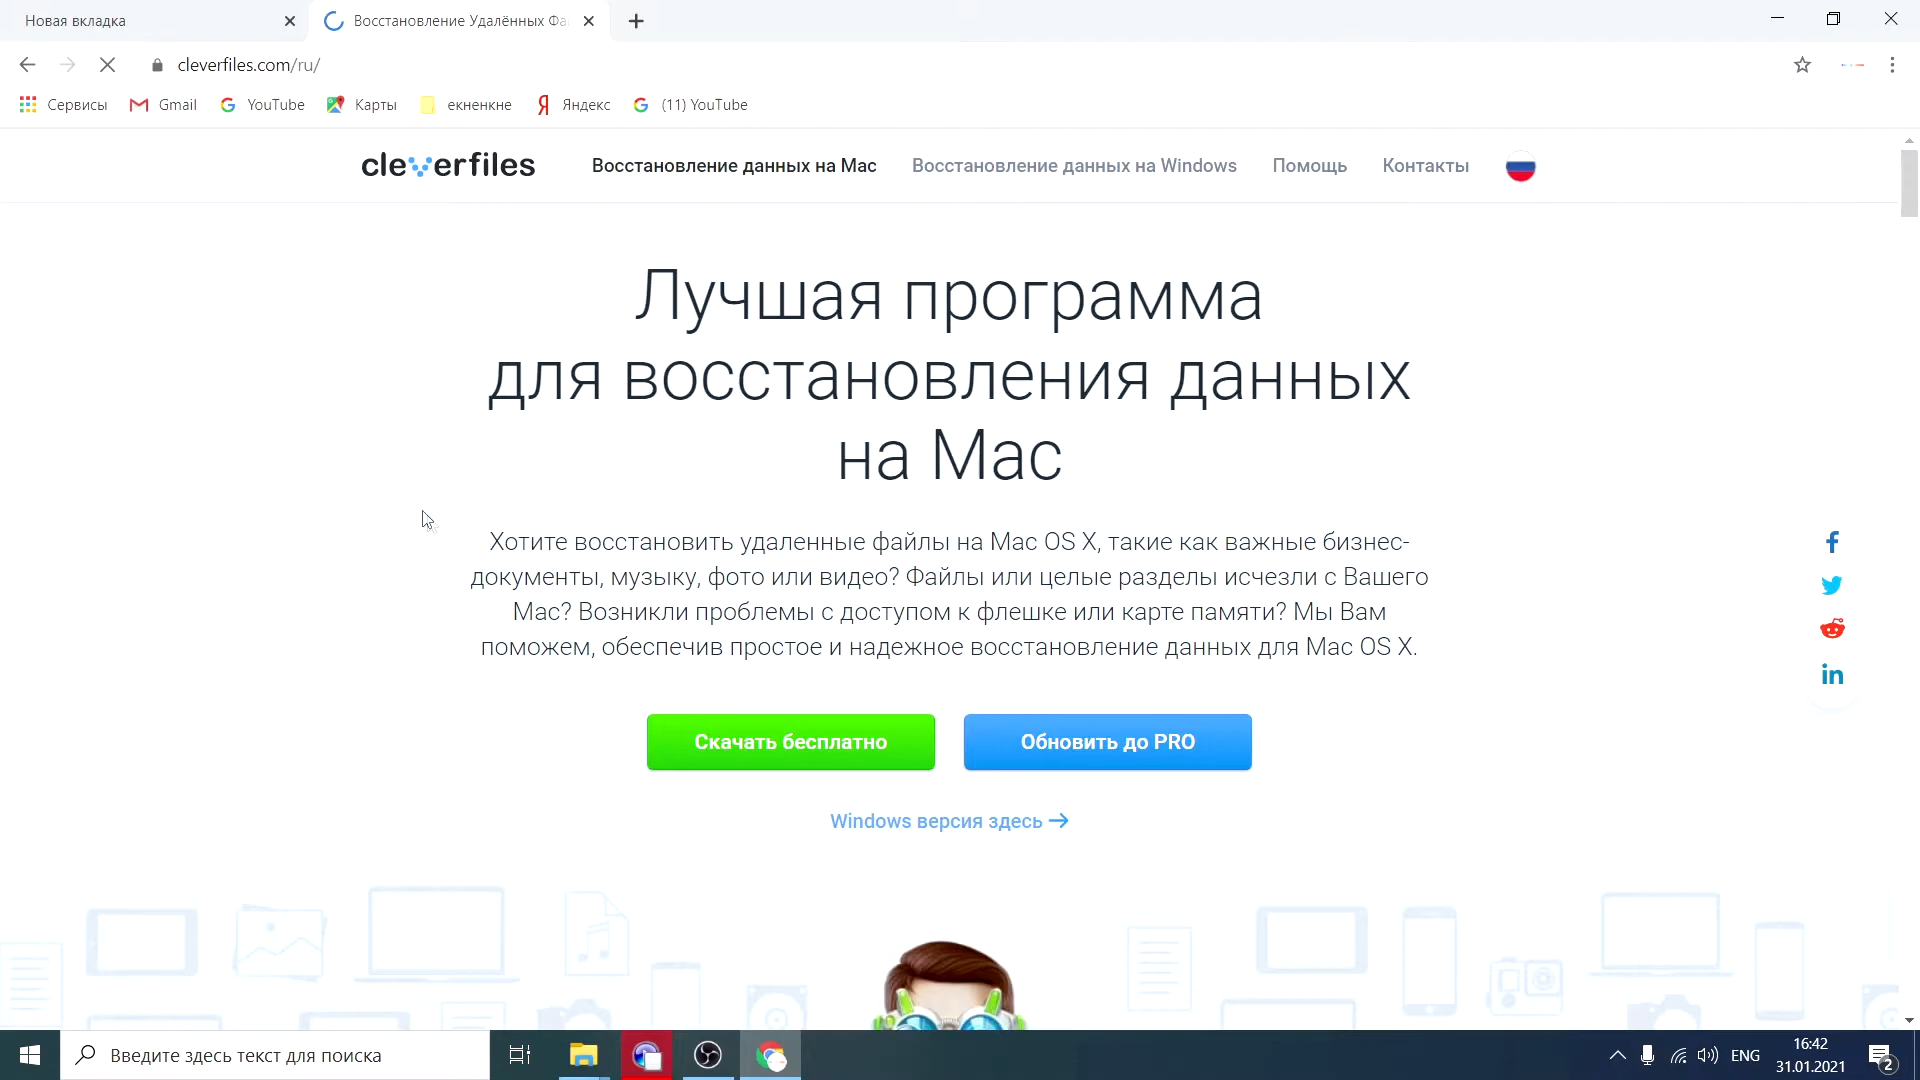 Новая вкладка
Восстановление Удалённых Фа
cleverfiles.com/ru/
Сервисы
Gmail
YouTube
Карты
екненкне
Яндекс
(11) YouTube
cleverfiles
Восстановление данных на Mac
Восстановление данных на Windows
Помощь
Контакты
Лучшая программа
для восстановления данных
на Mac
Хотите восстановить удаленные файлы на Mac OS X, такие как важные бизнес-
документы, музыку, фото или видео? Файлы или целые разделы исчезли с Вашего
Mac? Возникли проблемы с доступом к флешке или карте памяти? Мы Вам
поможем, обеспечив простое и надежное восстановление данных для Mac OS X.
Скачать бесплатно
Обновить до PRO
Windows версия здесь
Введите здесь текст для поиска
ENG
16:42
31.01.2021
2